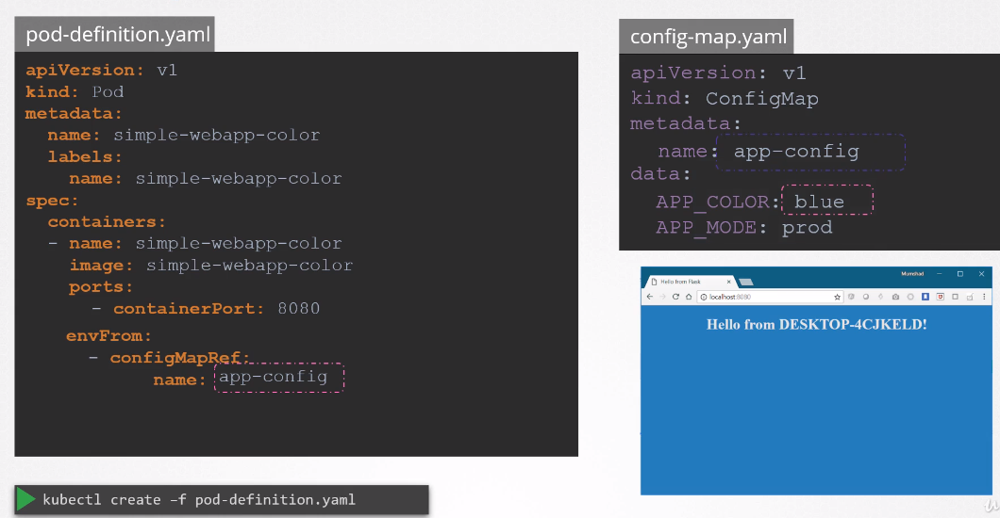 pod-definition.yaml
apiVersion: v1
kind: Pod
metadata:
  name: simple-webapp-color
  labels:
    name: simple-webapp-color
spec:
  containers:
  - name: simple-webapp-color
    image: simple-webapp-color
    ports:
      - containerPort: 8080
    envFrom:
      - configMapRef:
            name: app-config
kubectl create –f pod-definition.yaml
config-map.yaml
apiVersion: v1
kind: ConfigMap
metadata:
  name: app-config
data:
  APP_COLOR: blue
  APP_MODE: prod
Mumshad
Hello from Flask
localhost:8080
Hello from DESKTOP-4CJKELD!